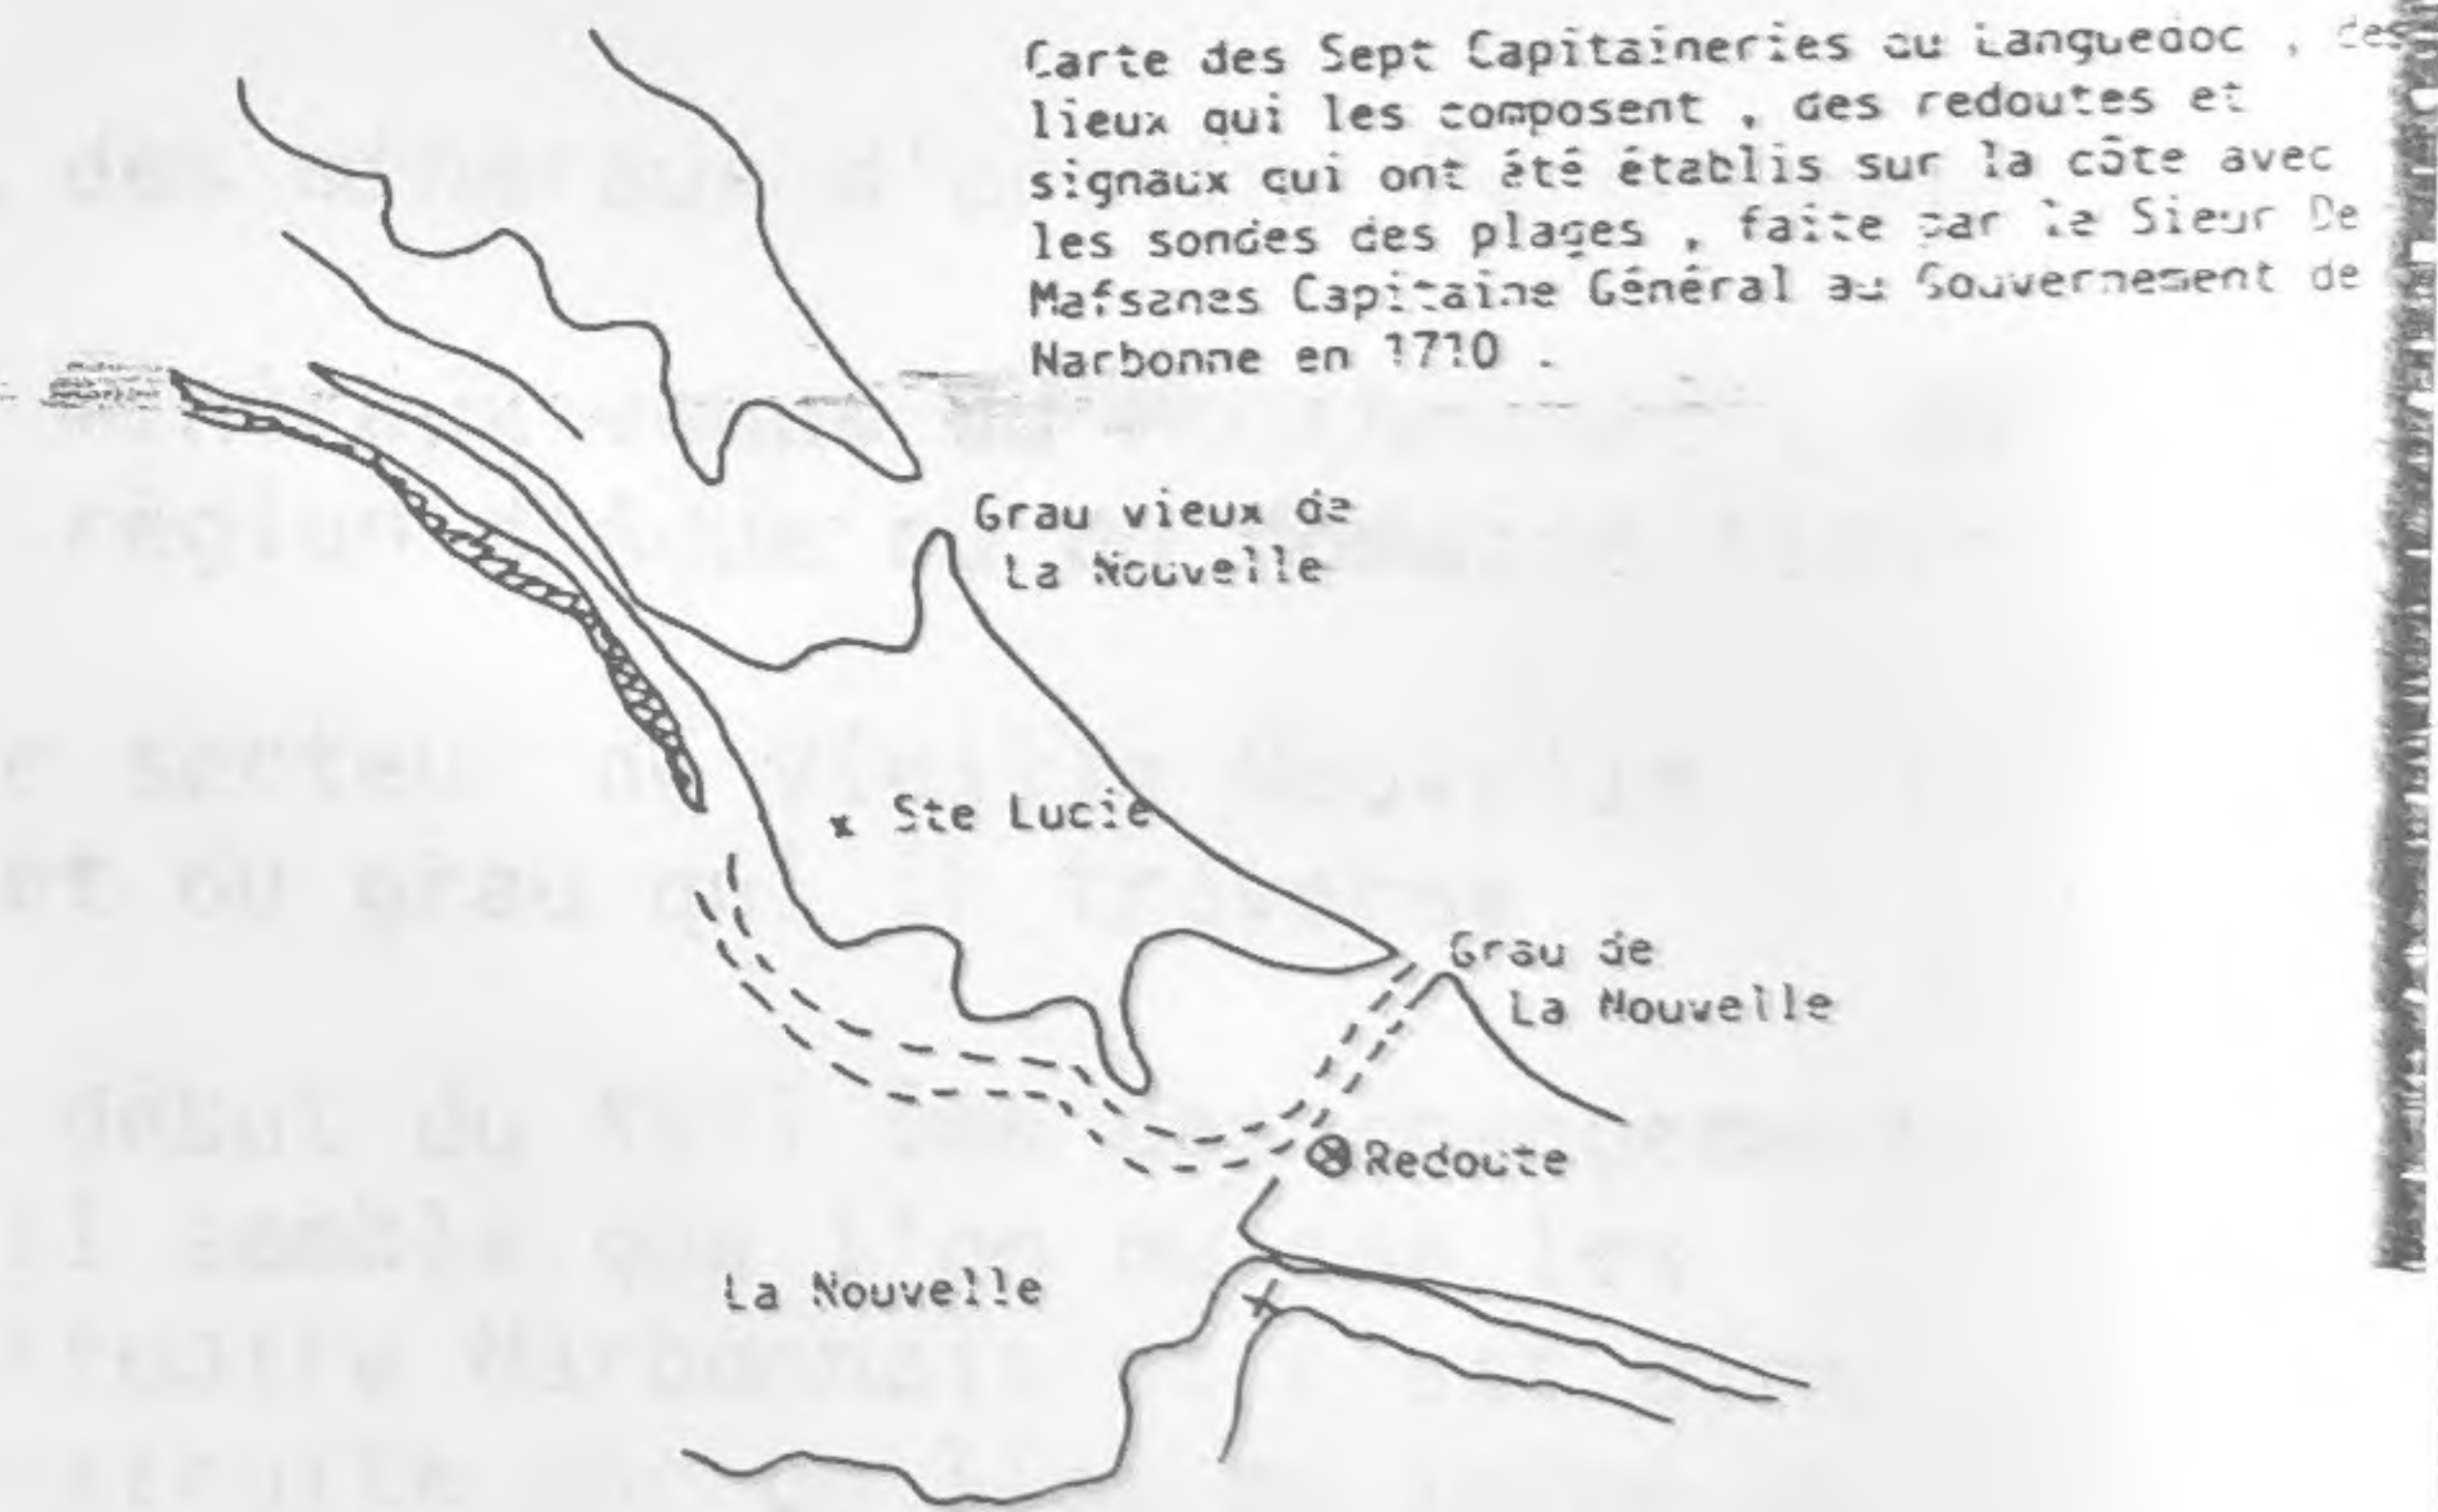 Carte des Sept Capitaineries du Languedoc , des
lieux qui les composent , des redoutes et
signaux qui ont été établis sur la côte avec
les sondes des plages , faite par le Sieur De
Mafsanes Capitaine Général au Gouvernement de
Narbonne en 1710 .
Grau vieux de
La Nouvelle
x Ste Lucie
Grau de
La Nouvelle
Redoute
La Nouvelle